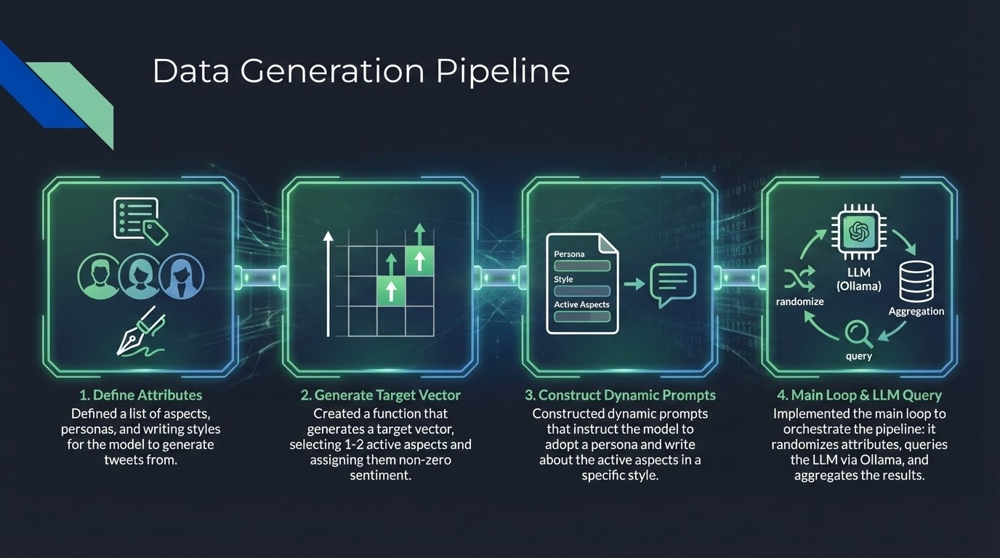 Data Generation Pipeline
Persona
Style
Active Aspects
LLM
(Ollama)
randomize
Aggregation
query
1. Define Attributes
Defined a list of aspects,
personas, and writing styles
for the model to generate
tweets from.
2. Generate Target Vector
Created a function that
generates a target vector,
selecting 1-2 active aspects and
assigning them non-zero
sentiment.
3. Construct Dynamic Prompts
Constructed dynamic prompts
that instruct the model to
adopt a persona and write
about the active aspects in a
specific style.
4. Main Loop & LLM Query
Implemented the main loop to
orchestrate the pipeline: it
randomizes attributes, queries
the LLM via Ollama, and
aggregates the results.